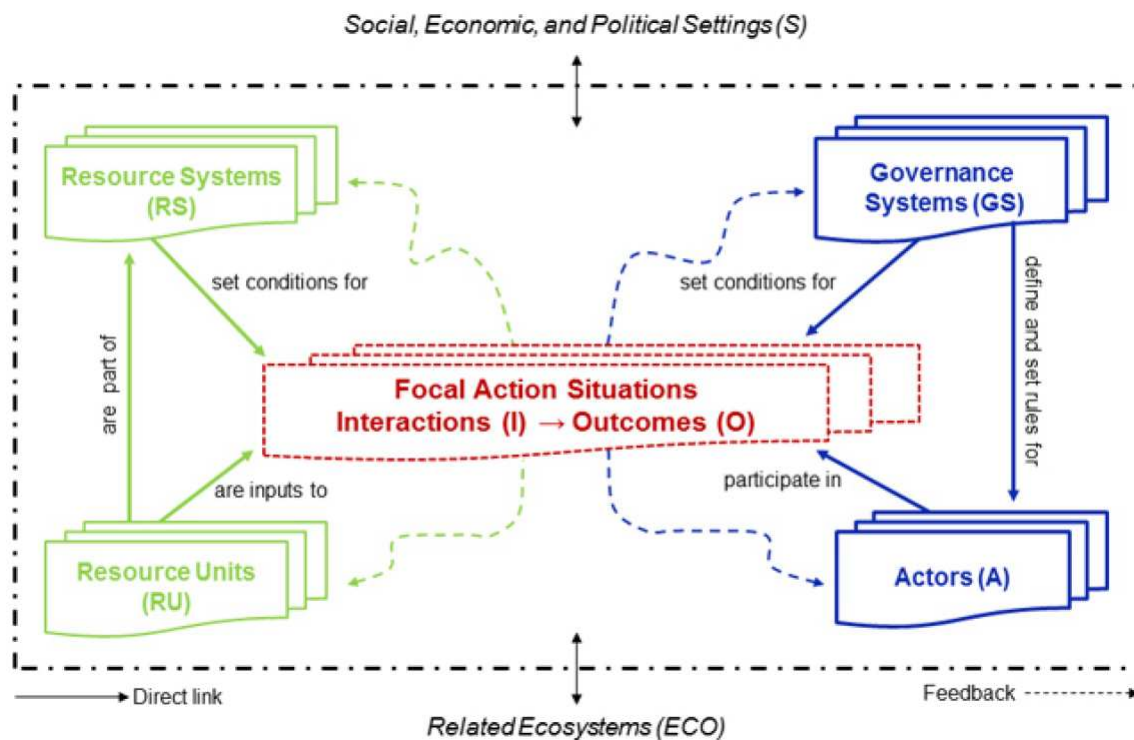 Social, Economic, and Political Settings (S)
Resource Systems
(RS)
Governance
Systems (GS)
set conditions for
set conditions for
are part of
define and set rules for
Focal Action Situations
Interactions (I) → Outcomes (O)
are inputs to
participate in
Resource Units
(RU)
Actors (A)
Direct link
Feedback
Related Ecosystems (ECO)